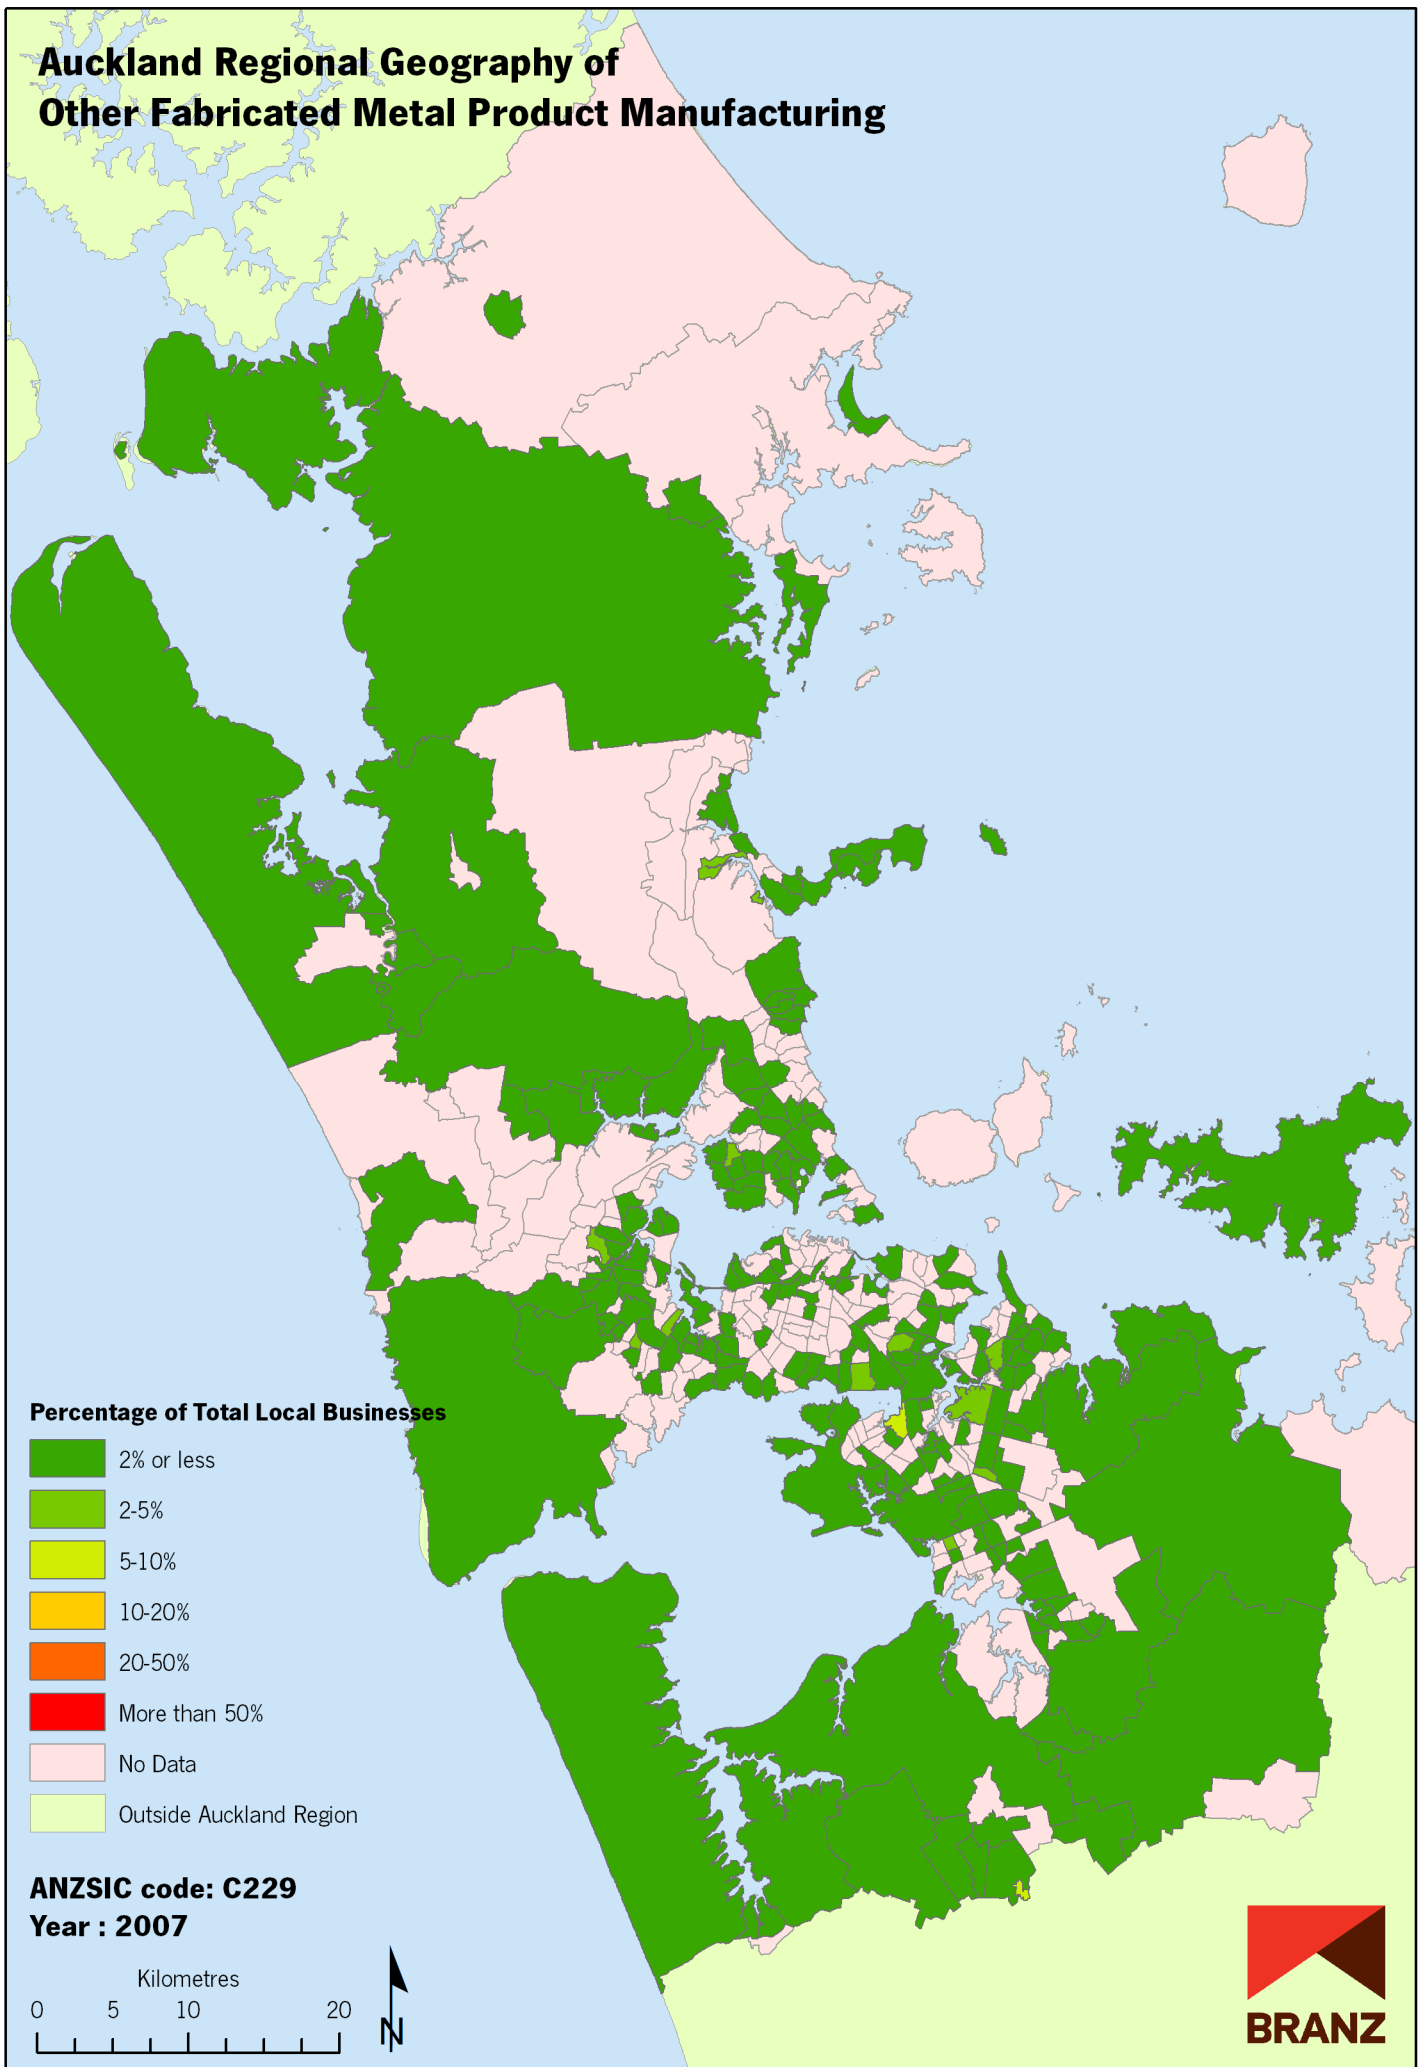 Auckland Regional Geography of
Other Fabricated Metal Product Manufacturing
Percentage of Total Local Businesses
2% or less
2-5%
5-10%
10-20%
20-50%
More than 50%
No Data
Outside Auckland Region
ANZSIC code: C229
Year : 2007
Kilometres
0 5 10 20
N
BRANZ